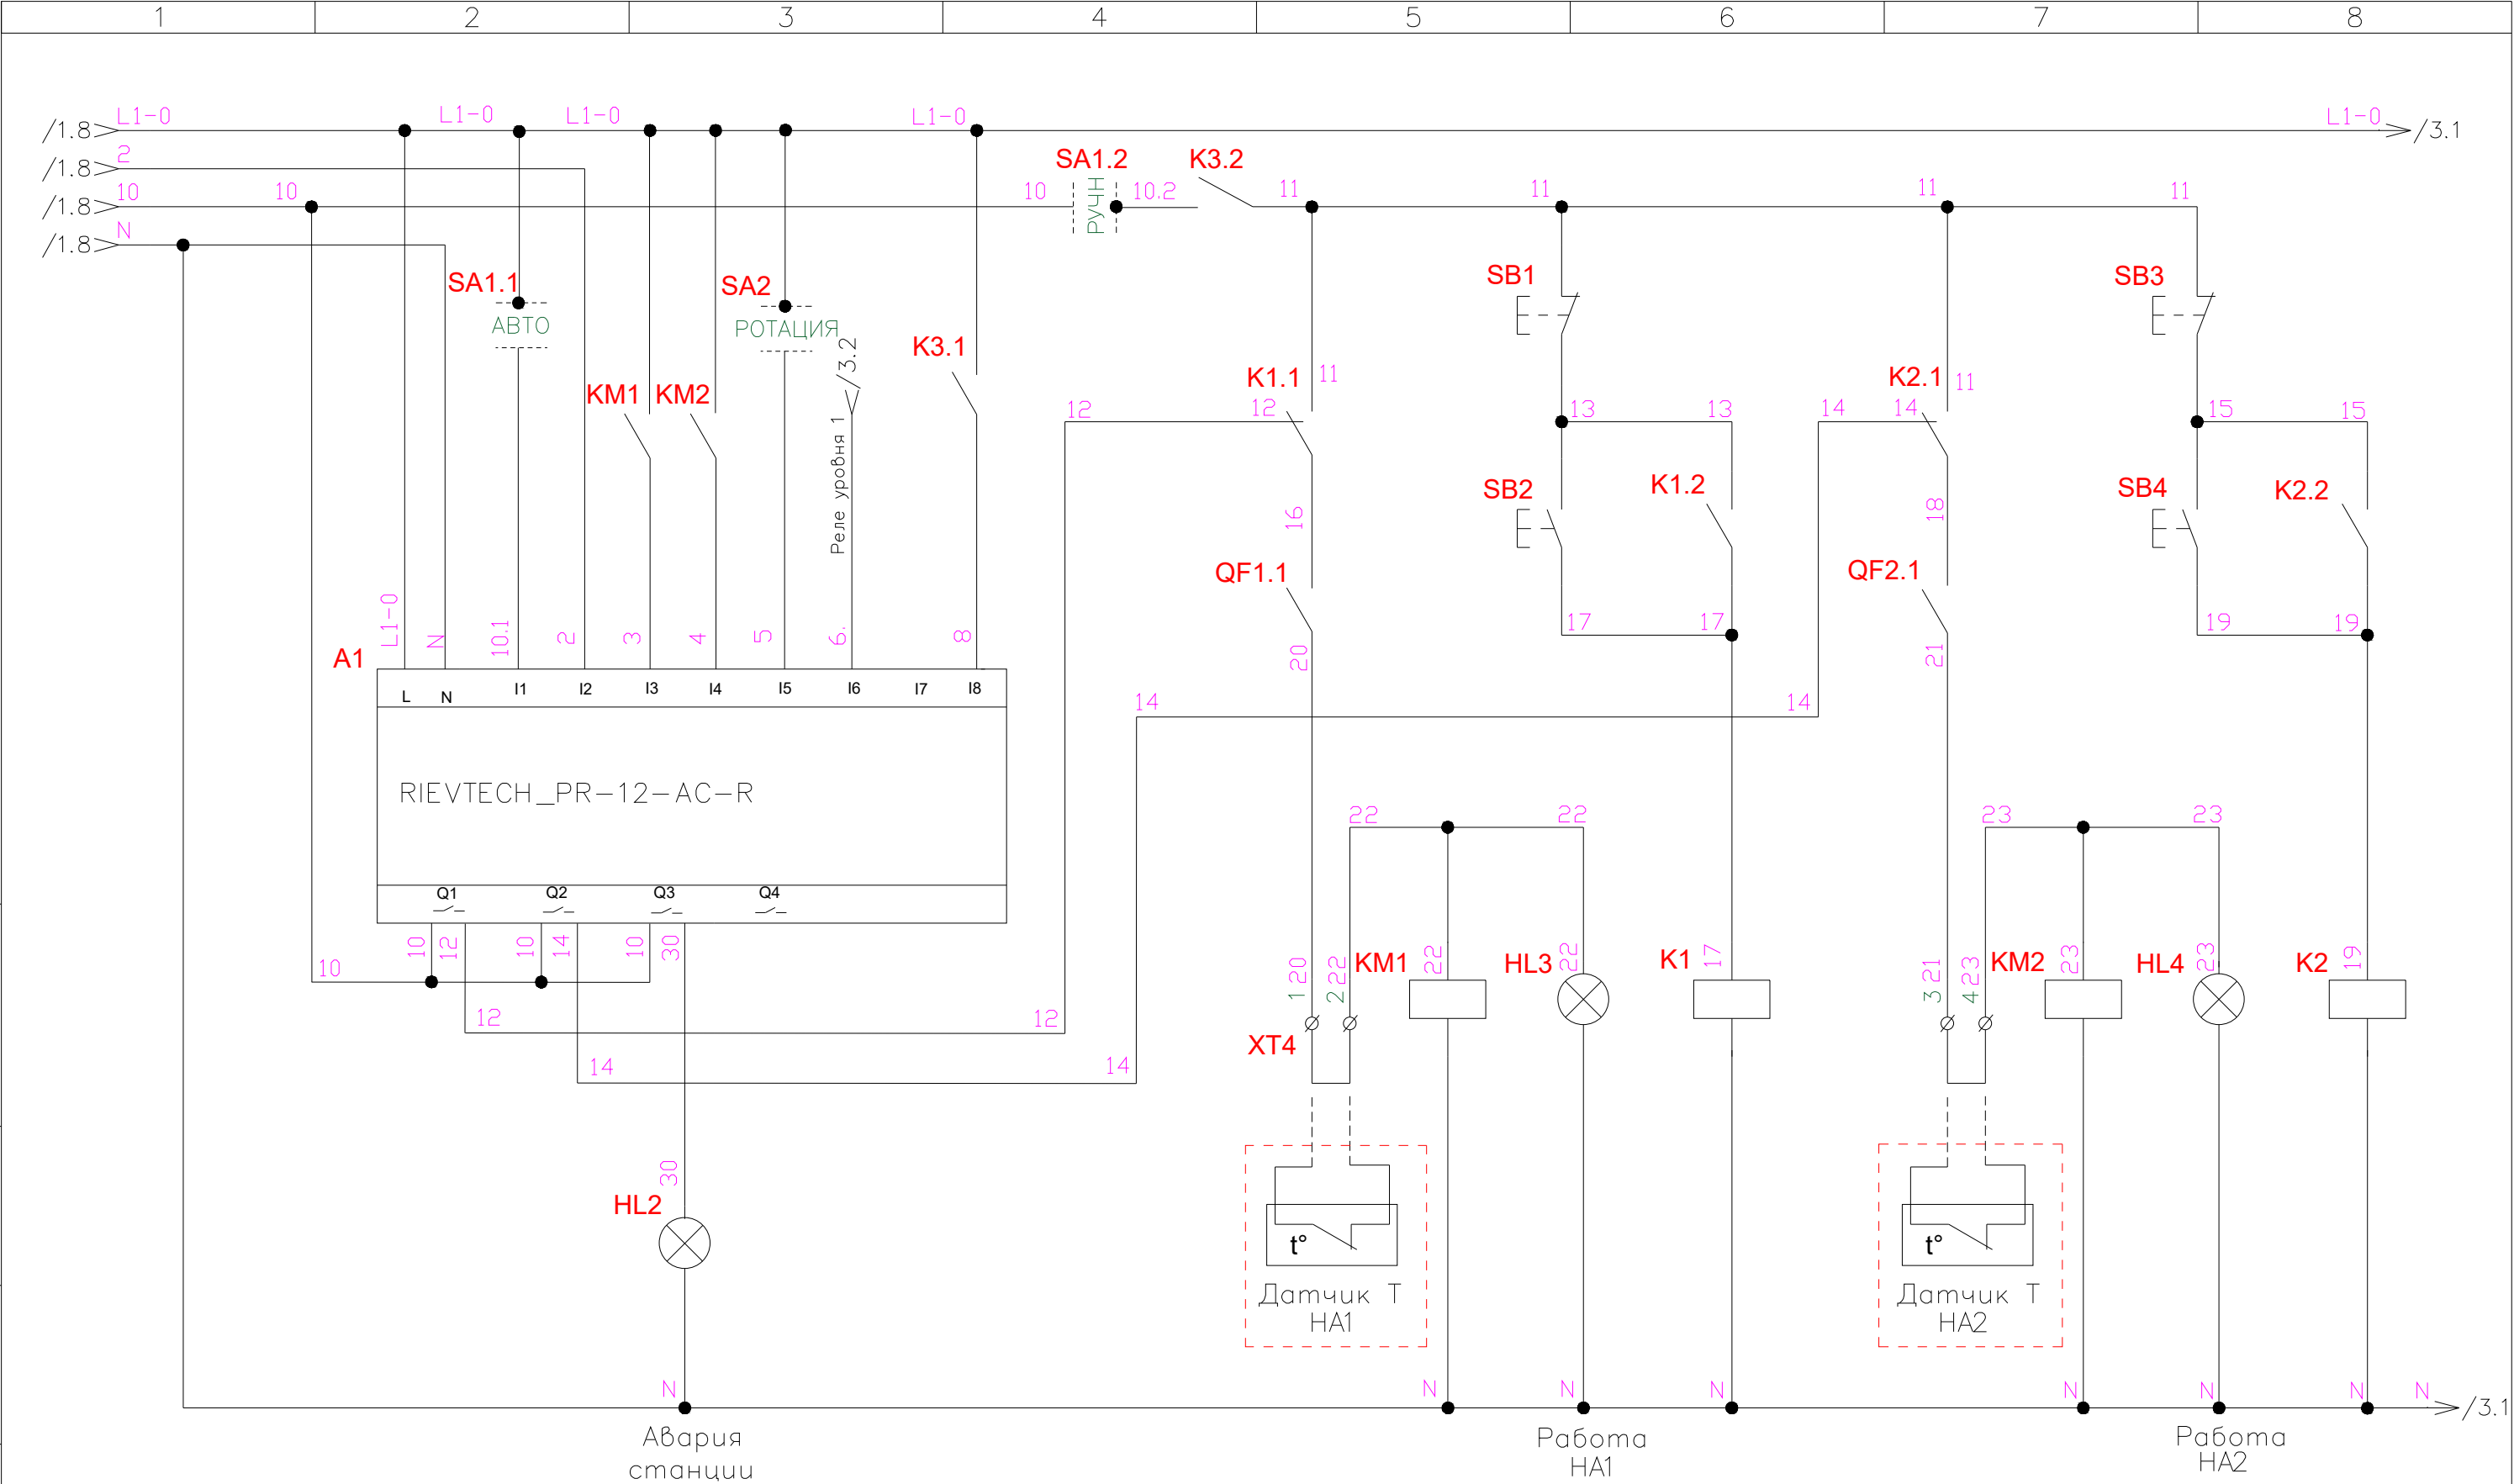 1 2 3 4 5 6 7 8
/1.8 L1-0 L1-0 L1-0 L1-0 L1-0 /3.1
/1.8 2
SA1.2 K3.2
/1.8 10 10 10 РУЧН 10.2 11 11 11 11
/1.8 N
SA1.1 SA2 SB1 SB3
АВТО РОТАЦИЯ
/3.2
K3.1
KM1 KM2 K1.1 11 K2.1 11
12 12 13 13 14 14 15 15
Реле уровня 1
SB2 K1.2 SB4 K2.2
16 18
QF1.1 QF2.1
L1-0 N 10.1 2 3 4 5 6. 8
17 17 19 19
A1 20 21
L N I1 I2 I3 I4 I5 I6 I7 I8
14 14
RIEVTECH_PR-12-AC-R
22 22 23 23
Q1 Q2 Q3 Q4
10 12 10 14 10 30
10
1 20 2 22 KM1 22 HL3 22 K1 17 3 21 4 23 KM2 23 HL4 23 K2 19
12 12
XT4
14 14
30
HL2
t° t°
Датчик Т
НА1
Датчик Т
НА2
N N N N N N N N /3.1
Авария
станции
Работа
НА1
Работа
НА2